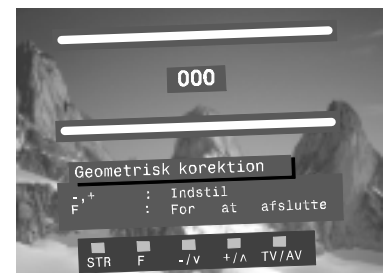 000
Geometrisk korektion
-,+ : Indstil
F : For at afslutte
STR F -/v +/ʌ TV/AV